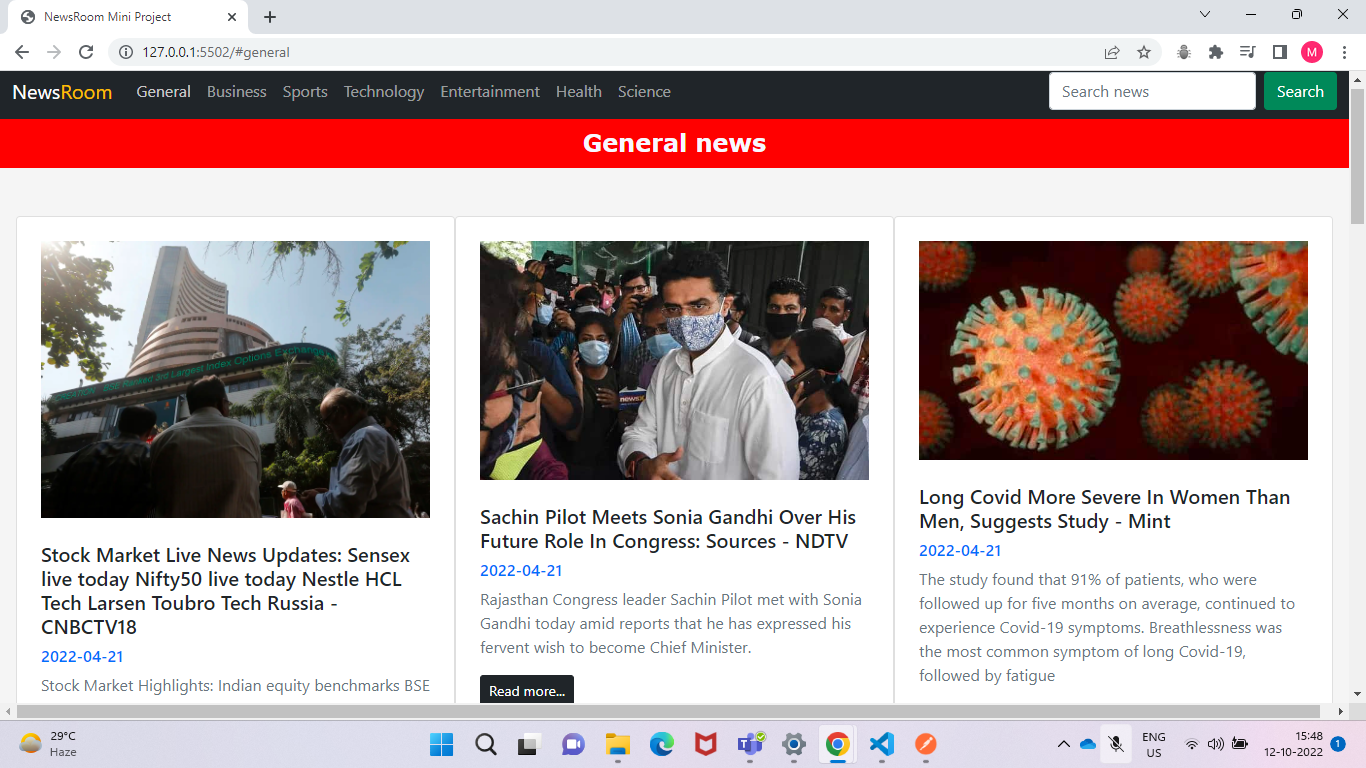 NewsRoom Mini Project
127.0.0.1:5502/#general
M
NewsRoom General Business Sports Technology Entertainment Health Science Search news Search
General news
Stock Market Live News Updates: Sensex
live today Nifty50 live today Nestle HCL
Tech Larsen Toubro Tech Russia -
CNBCTV18
2022-04-21
Stock Market Highlights: Indian equity benchmarks BSE
Sachin Pilot Meets Sonia Gandhi Over His
Future Role In Congress: Sources - NDTV
2022-04-21
Rajasthan Congress leader Sachin Pilot met with Sonia
Gandhi today amid reports that he has expressed his
fervent wish to become Chief Minister.
Read more...
Long Covid More Severe In Women Than
Men, Suggests Study - Mint
2022-04-21
The study found that 91% of patients, who were
followed up for five months on average, continued to
experience Covid-19 symptoms. Breathlessness was
the most common symptom of long Covid-19,
followed by fatigue
29°C
Haze
ENG
US
15:48
12-10-2022
1